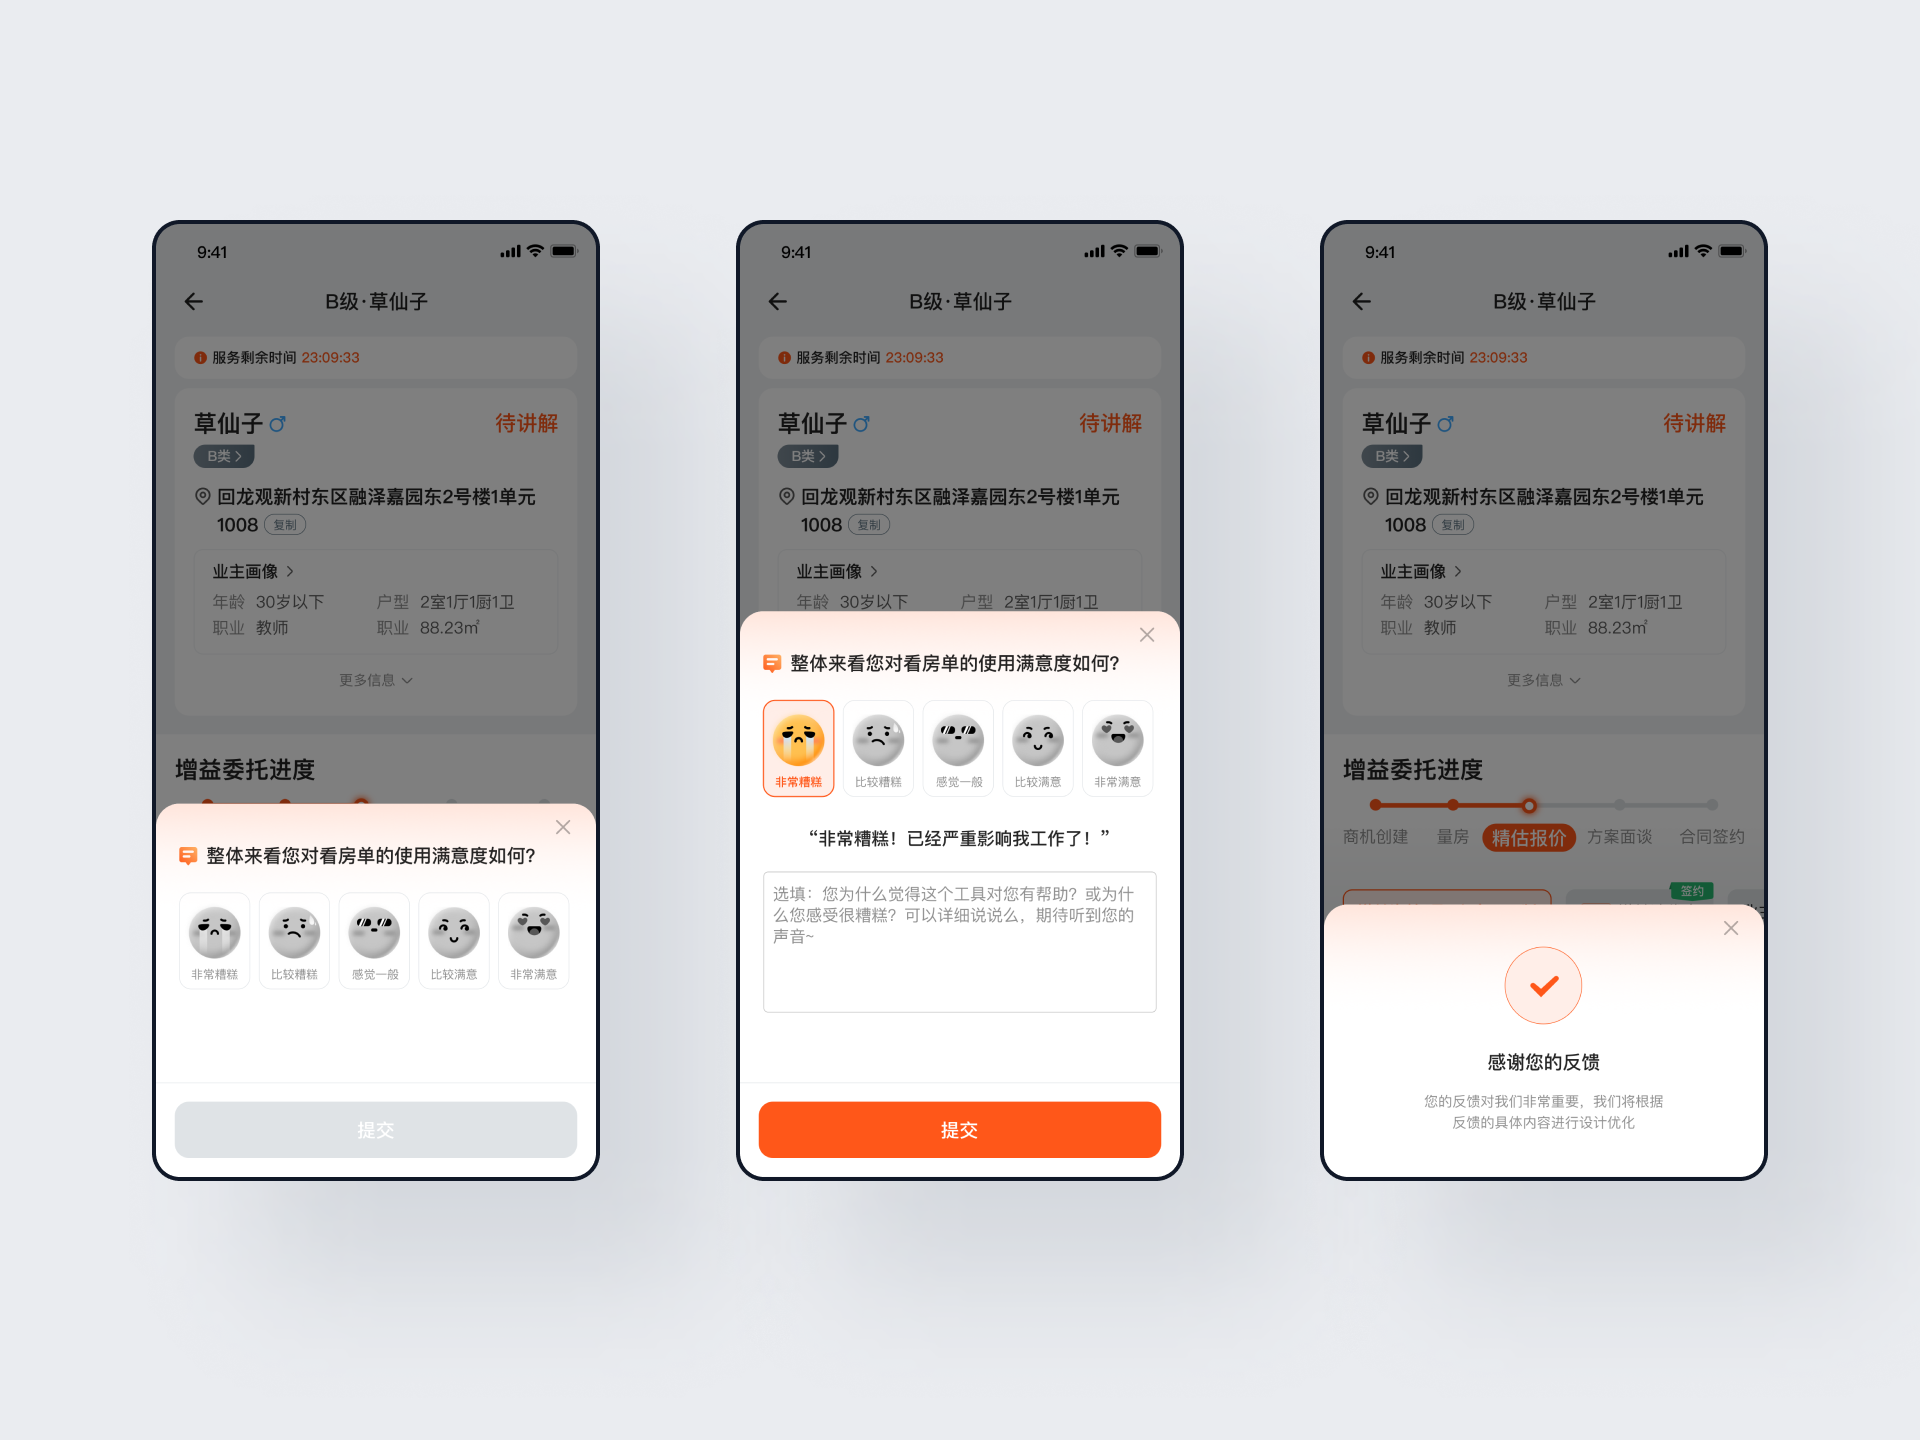 9:41
B级·草仙子
服务剩余时间 23:09:33
草仙子
待讲解
B类
回龙观新村东区融泽嘉园东2号楼1单元
1008 复制
业主画像
年龄 30岁以下 户型 2室1厅1厨1卫
职业 教师 职业 88.23㎡
更多信息
增益委托进度
整体来看您对看房单的使用满意度如何?
非常糟糕 比较糟糕 感觉一般 比较满意 非常满意
提交
9:41
B级·草仙子
服务剩余时间 23:09:33
草仙子
待讲解
B类
回龙观新村东区融泽嘉园东2号楼1单元
1008 复制
业主画像
年龄 30岁以下 户型 2室1厅1厨1卫
整体来看您对看房单的使用满意度如何?
非常糟糕 比较糟糕 感觉一般 比较满意 非常满意
“非常糟糕！已经严重影响我工作了！”
选填：您为什么觉得这个工具对您有帮助？或为什
么您感受很糟糕？可以详细说说么，期待听到您的
声音~
提交
9:41
B级·草仙子
服务剩余时间 23:09:33
草仙子
待讲解
B类
回龙观新村东区融泽嘉园东2号楼1单元
1008 复制
业主画像
年龄 30岁以下 户型 2室1厅1厨1卫
职业 教师 职业 88.23㎡
更多信息
增益委托进度
商机创建 量房 精估报价 方案面谈 合同签约
签约
感谢您的反馈
您的反馈对我们非常重要，我们将根据
反馈的具体内容进行设计优化